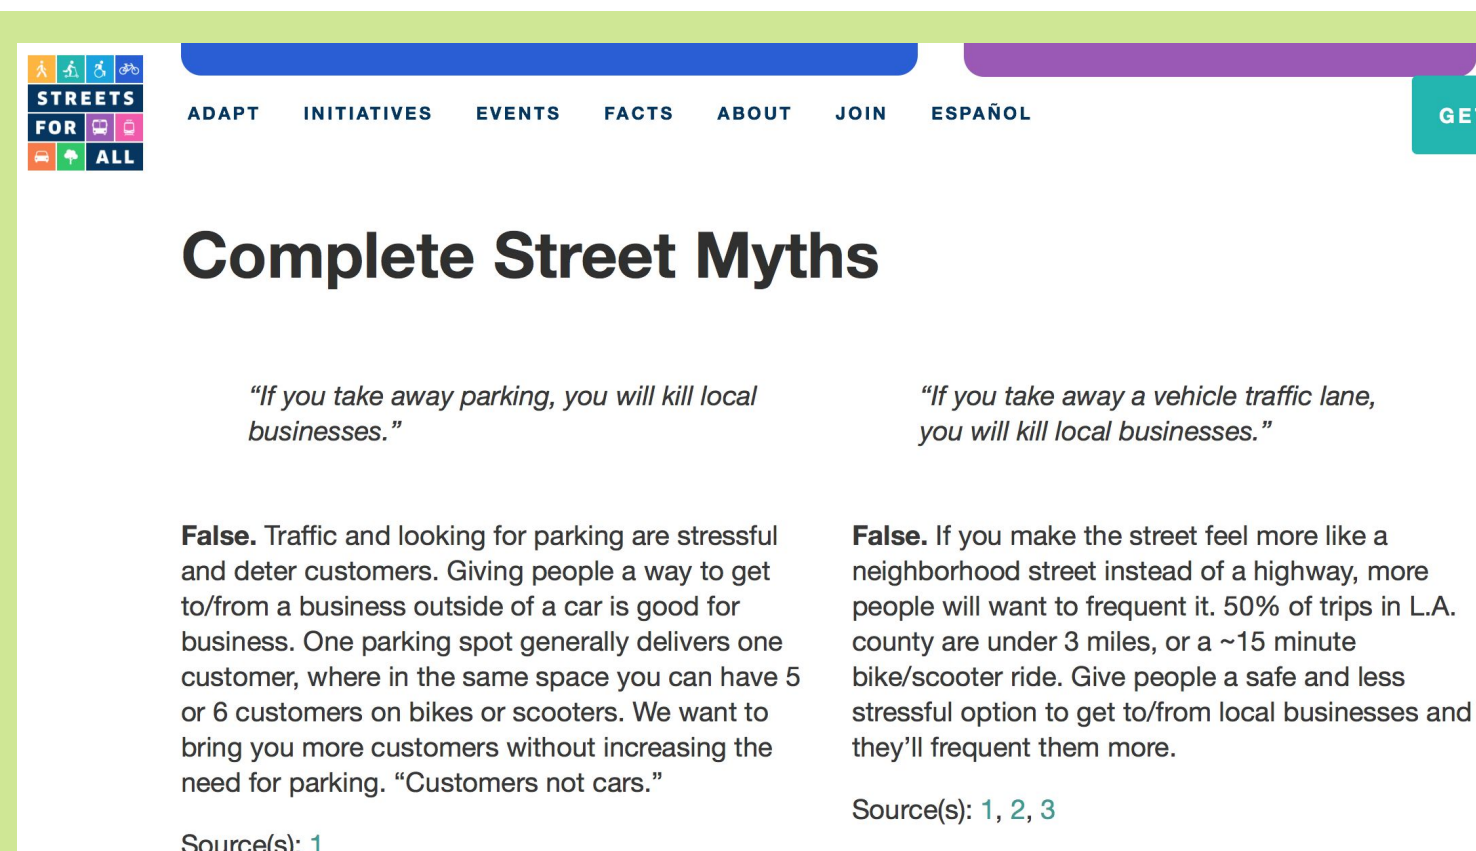 STREETS
FOR
ALL
ADAPT INITIATIVES EVENTS FACTS ABOUT JOIN ESPAÑOL
Complete Street Myths
“If you take away parking, you will kill local
businesses.”
False. Traffic and looking for parking are stressful
and deter customers. Giving people a way to get
to/from a business outside of a car is good for
business. One parking spot generally delivers one
customer, where in the same space you can have 5
or 6 customers on bikes or scooters. We want to
bring you more customers without increasing the
need for parking. “Customers not cars.”
Source(s): 1
“If you take away a vehicle traffic lane,
you will kill local businesses.”
False. If you make the street feel more like a
neighborhood street instead of a highway, more
people will want to frequent it. 50% of trips in L.A.
county are under 3 miles, or a ~15 minute
bike/scooter ride. Give people a safe and less
stressful option to get to/from local businesses and
they’ll frequent them more.
Source(s): 1, 2, 3